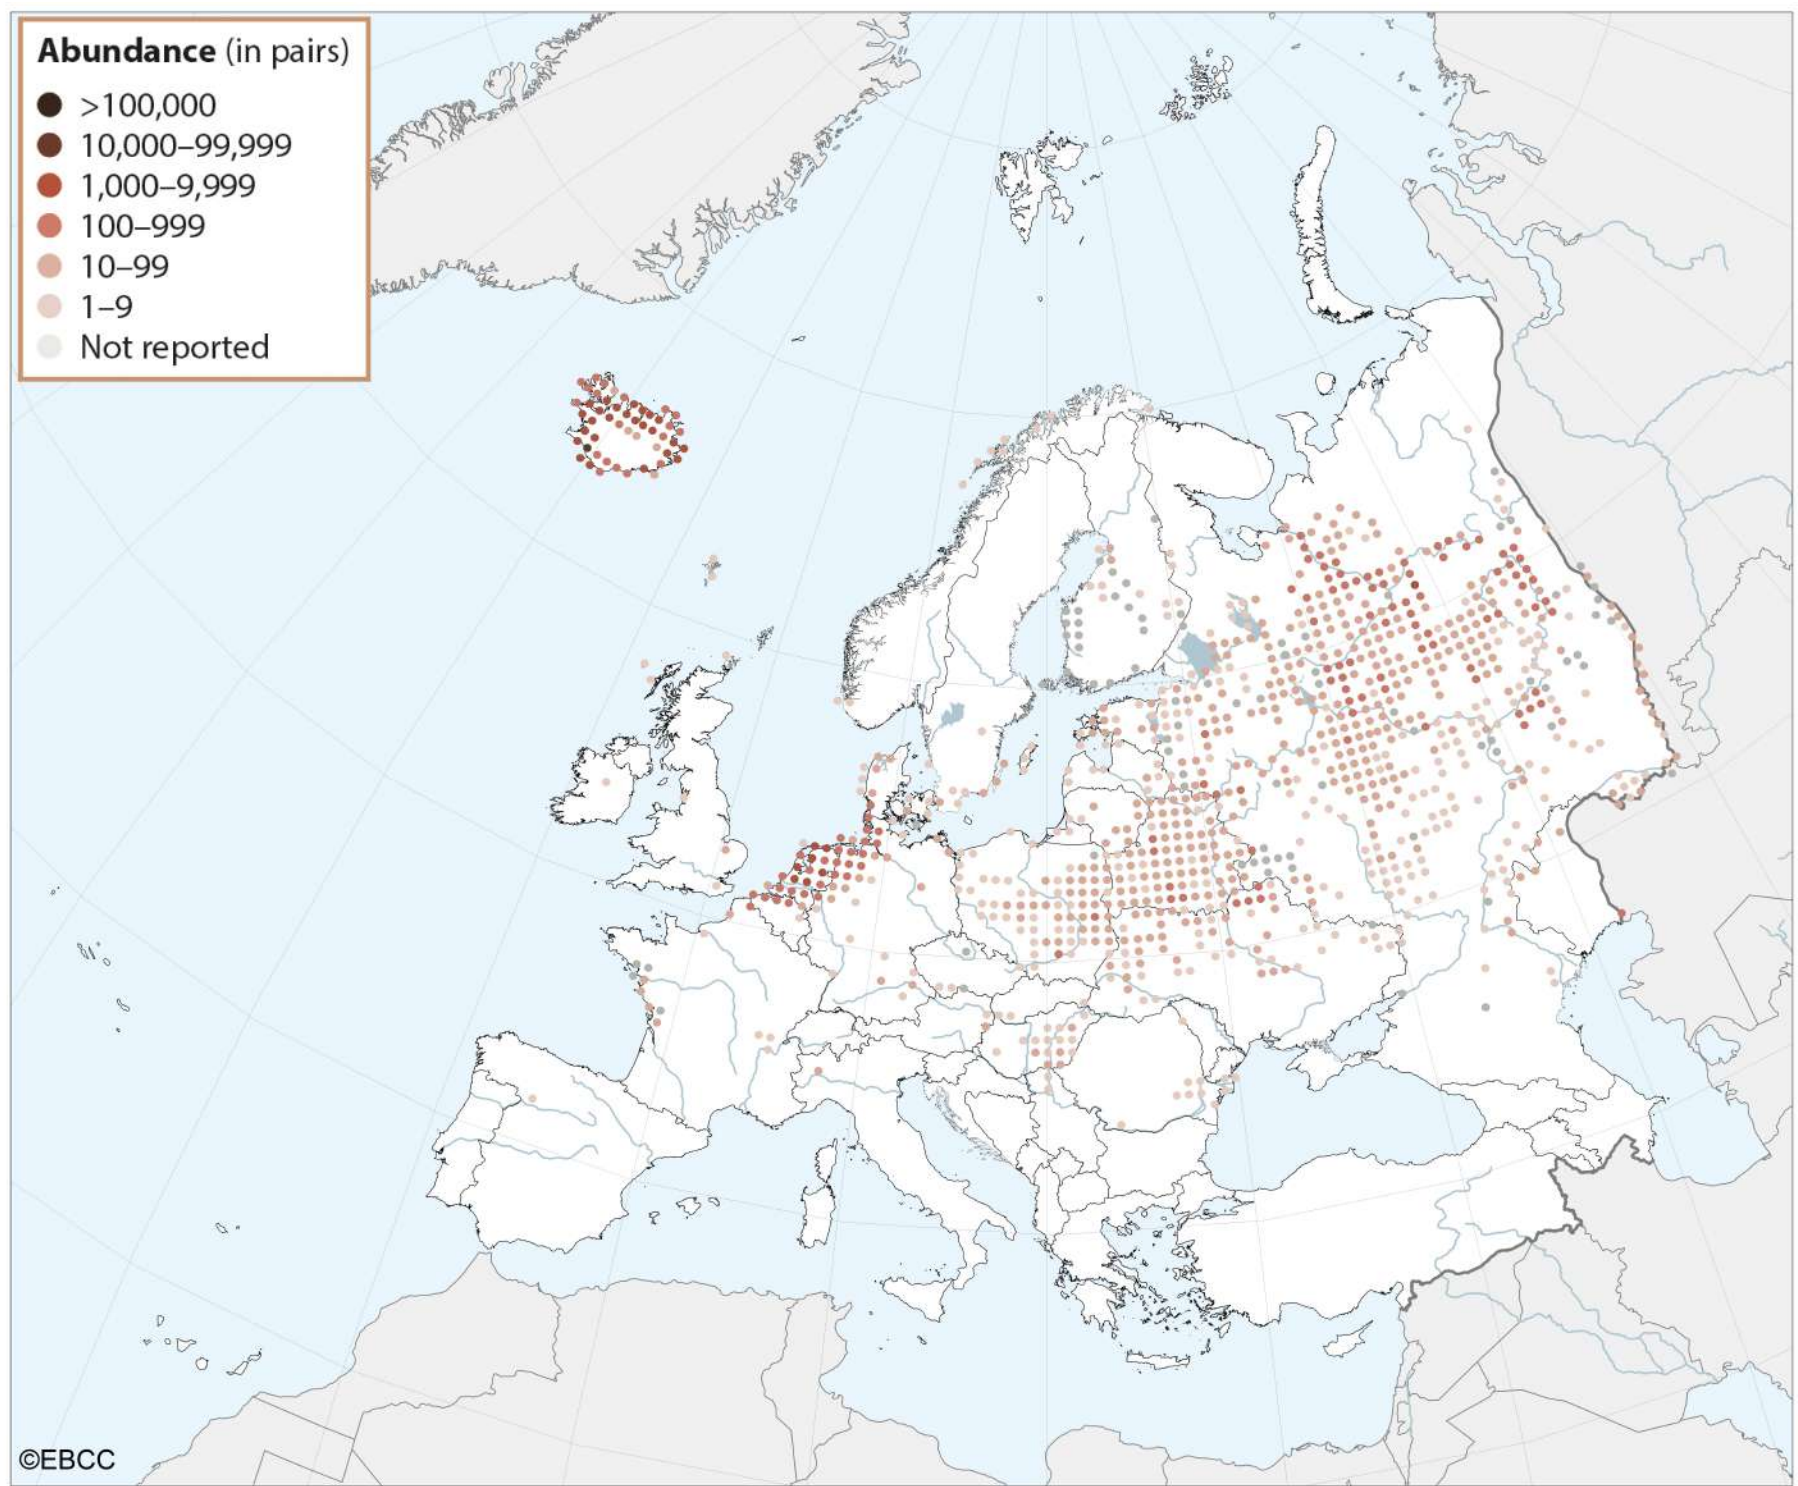 Abundance (in pairs)
>100,000
10,000–99,999
1,000–9,999
100–999
10–99
1–9
Not reported
©EBCC